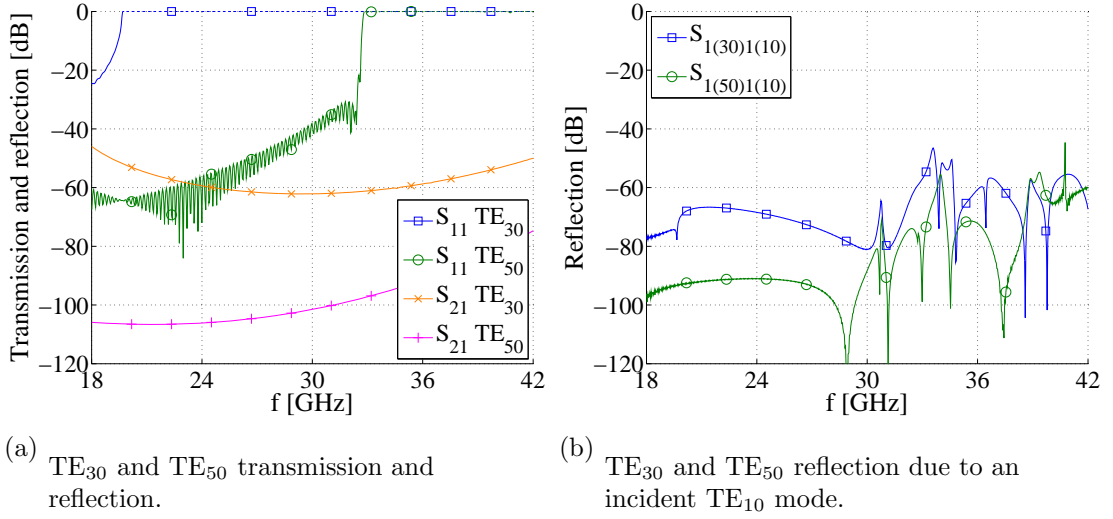 0
−20
−40
−60
−80
−100
−120
18
24
30
36
42
f [GHz]
Transmission and reflection [dB]
S11 TE30
S11 TE50
S21 TE30
S21 TE50
0
−20
−40
−60
−80
−100
−120
18
24
30
36
42
f [GHz]
Reflection [dB]
S1(30)1(10)
S1(50)1(10)
(a) TE30 and TE50 transmission and
reflection.
(b) TE30 and TE50 reflection due to an
incident TE10 mode.